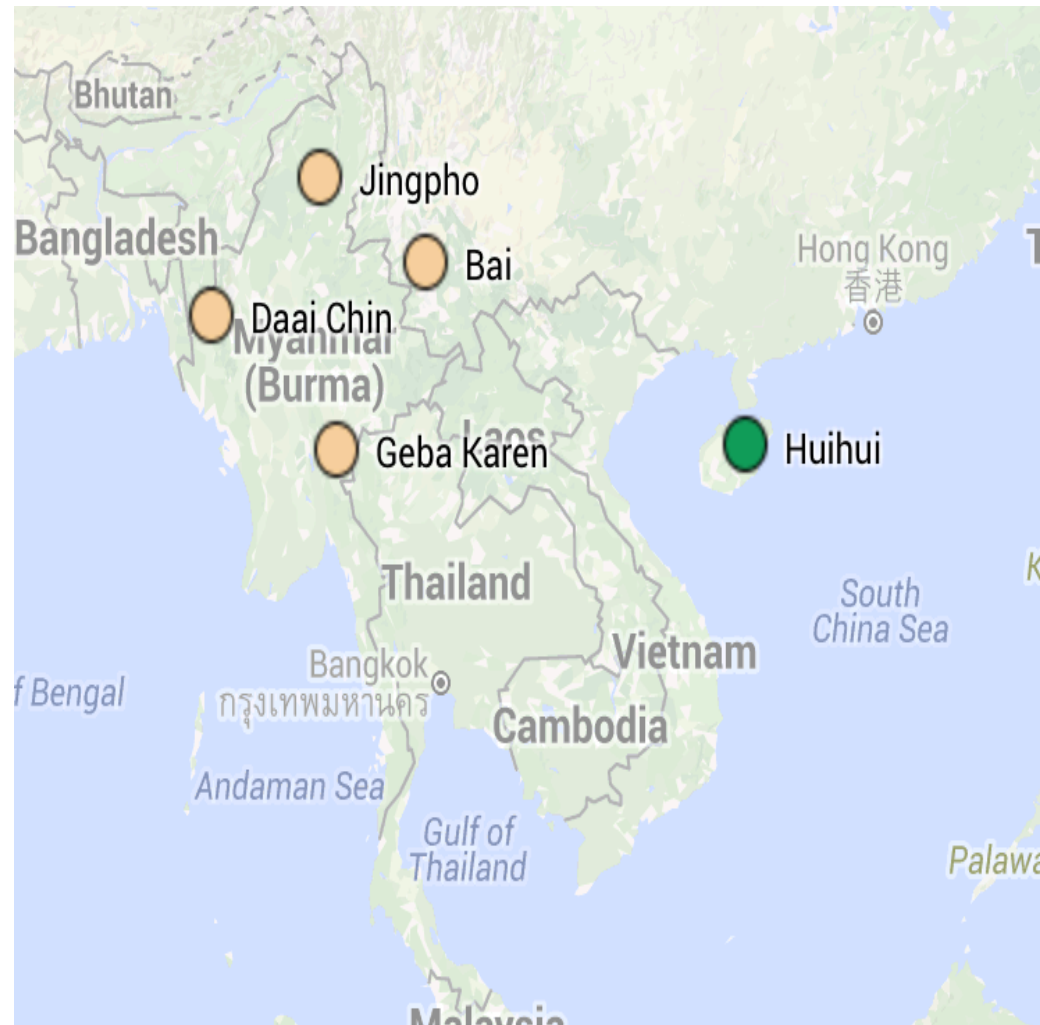 Bhutan
Jingpho
Bangladesh
Bai
Hong Kong
香港
Daai Chin
Myanmar
(Burma)
Laos
Geba Karen
Huihui
Thailand
South
China Sea
Vietnam
Bangkok
กรุงเทพมหานคร
f Bengal
Cambodia
Andaman Sea
Gulf of
Thailand
Palawa
Malaysia
T
K